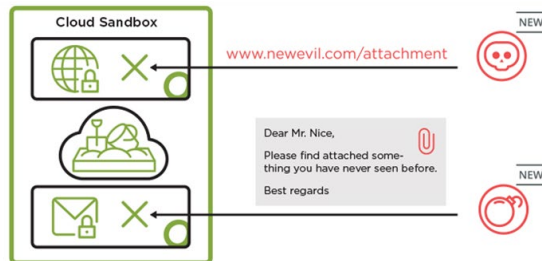 Cloud Sandbox
NEW
www.newevil.com/attachment
Dear Mr. Nice,
Please find attached some-
thing you have never seen before.
Best regards
NEW